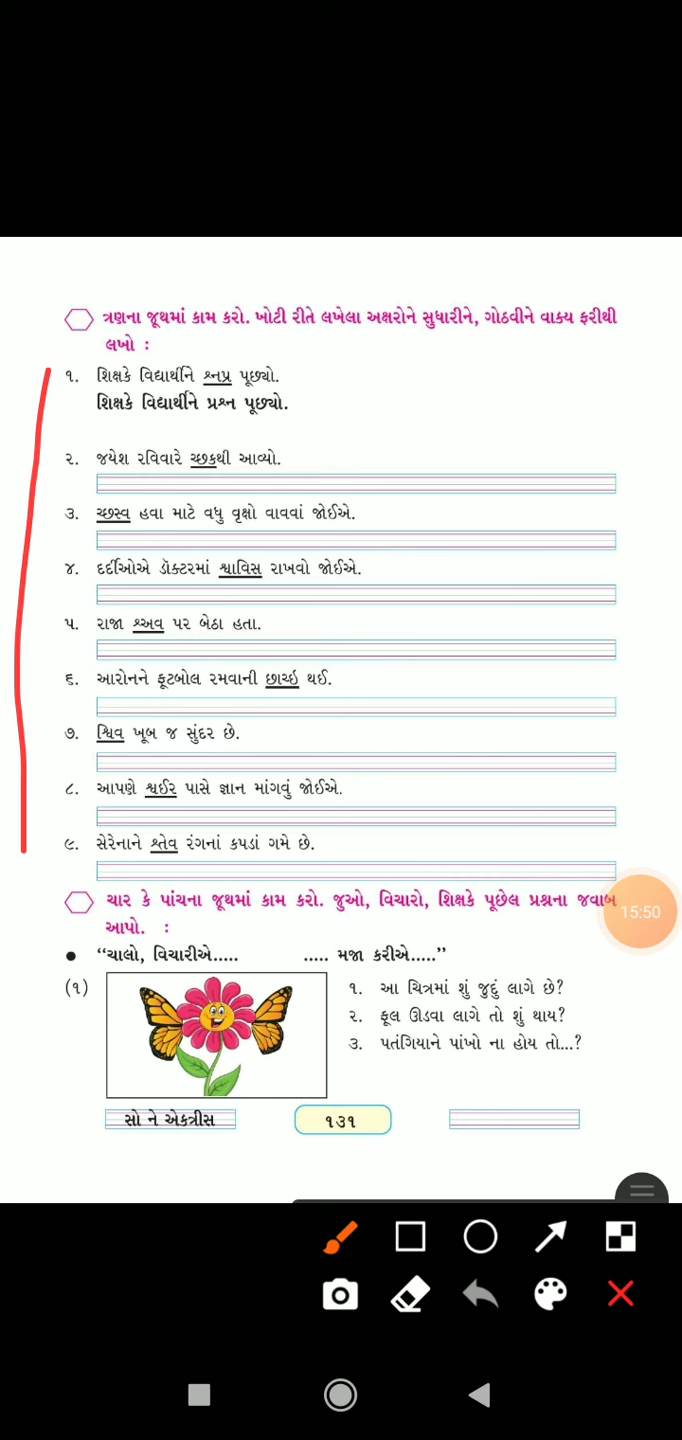 ત્રણના જૂથમાં કામ કરો. ખોટી રીતે લખેલા અક્ષરોને સુધારીને, ગોઠવીને વાક્ય ફરીથી
લખો :
૧. શિક્ષકે વિદ્યાર્થીને શ્નપ્ર પૂછ્યો.
શિક્ષકે વિદ્યાર્થીને પ્રશ્ન પૂછ્યો.
૨. જયેશ રવિવારે ચ્છકથી આવ્યો.
૩. ચ્છસ્વ હવા માટે વધુ વૃક્ષો વાવવાં જોઈએ.
૪. દર્દીઓએ ડૉક્ટરમાં શ્વાવિસ રાખવો જોઈએ.
૫. રાજા શ્અવ પર બેઠા હતા.
૬. આરોનને ફૂટબોલ રમવાની છાચ્ઇ થઈ.
૭. શ્વિવ ખૂબ જ સુંદર છે.
૮. આપણે શ્વઈર પાસે જ્ઞાન માંગવું જોઈએ.
૯. સેરેનાને શ્તેવ રંગનાં કપડાં ગમે છે.
ચાર કે પાંચના જૂથમાં કામ કરો. જુઓ, વિચારો, શિક્ષકે પૂછેલ પ્રશ્નના જવાબ
આપો. :
● “ચાલો, વિચારીએ..... ..... મજા કરીએ.....”
(૧)
૧. આ ચિત્રમાં શું જુદું લાગે છે?
૨. ફૂલ ઊડવા લાગે તો શું થાય?
૩. પતંગિયાને પાંખો ના હોય તો...?
સો ને એકત્રીસ ૧૩૧
15:50